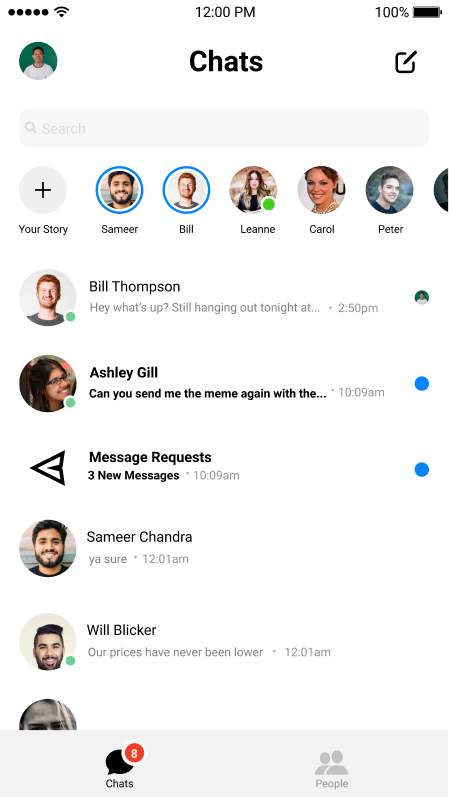 12:00 PM
100%
Chats
Search
Your Story
Sameer
Bill
Leanne
Carol
Peter
Bill Thompson
Hey what's up? Still hanging out tonight at... • 2:50pm
Ashley Gill
Can you send me the meme again with the... • 10:09am
Message Requests
3 New Messages • 10:09am
Sameer Chandra
ya sure • 12:01am
Will Blicker
Our prices have never been lower • 12:01am
8
Chats
People